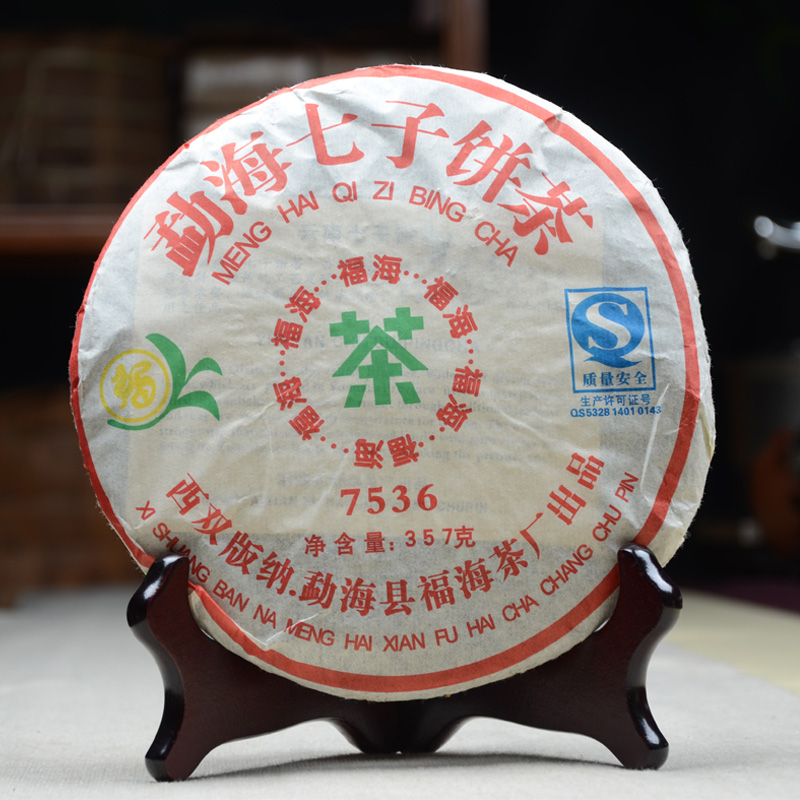 勐海七子饼茶
MENG HAI QI ZI BING CHA
福海…福海…福海…福海…福海…福海…福海…
茶
7536
净含量: 357克
西双版纳.勐海县福海茶厂出品
XI SHUANG BAN NA MENG HAI XIAN FU HAI CHA CHANG CHU PIN
S
质量安全
生产许可证号
QS5328 1401 0143